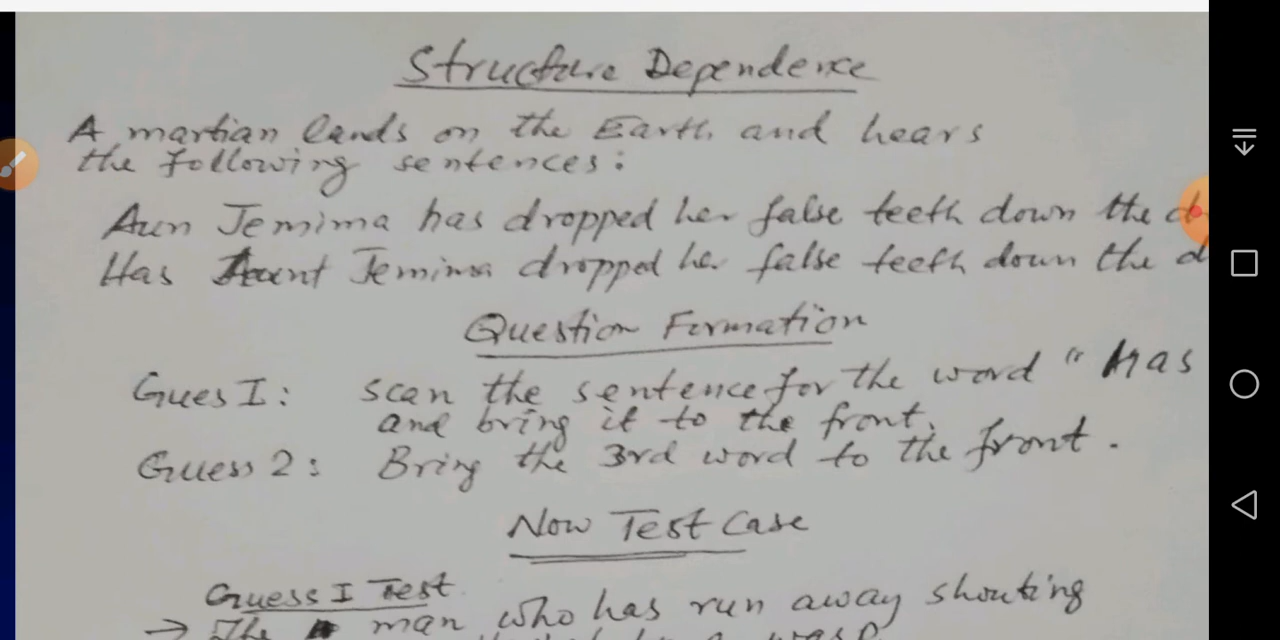 Structure Dependence
A martian lands on the Earth and hears
the following sentences:
Aun Jemima has dropped her false teeth down the
Has Aunt Jemima dropped her false teeth down the d
Question Formation
Gues I: scan the sentence for the word "Has
and bring it to the front.
Guess 2: Bring the 3rd word to the front.
Now Test Case
Guess I Test
→ The man who has run away shouting